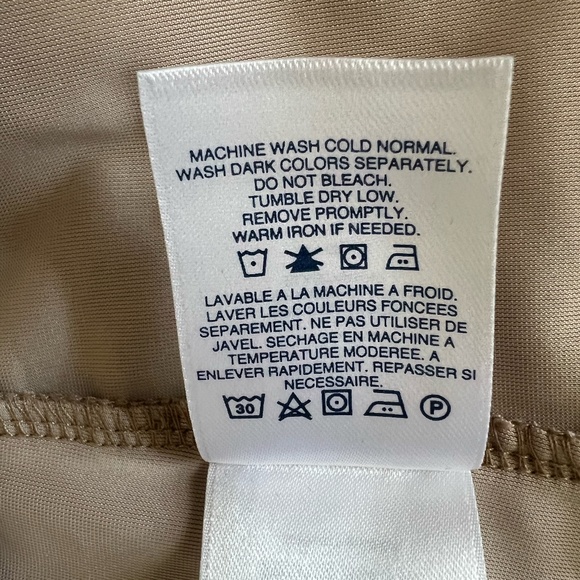 MACHINE WASH COLD NORMAL.
WASH DARK COLORS SEPARATELY.
DO NOT BLEACH.
TUMBLE DRY LOW.
REMOVE PROMPTLY.
WARM IRON IF NEEDED.
LAVABLE A LA MACHINE A FROID.
LAVER LES COULEURS FONCEES
SEPAREMENT. NE PAS UTILISER DE
JAVEL. SECHAGE EN MACHINE A
TEMPERATURE MODEREE. A
ENLEVER RAPIDEMENT. REPASSER SI
NECESSAIRE.
30 P